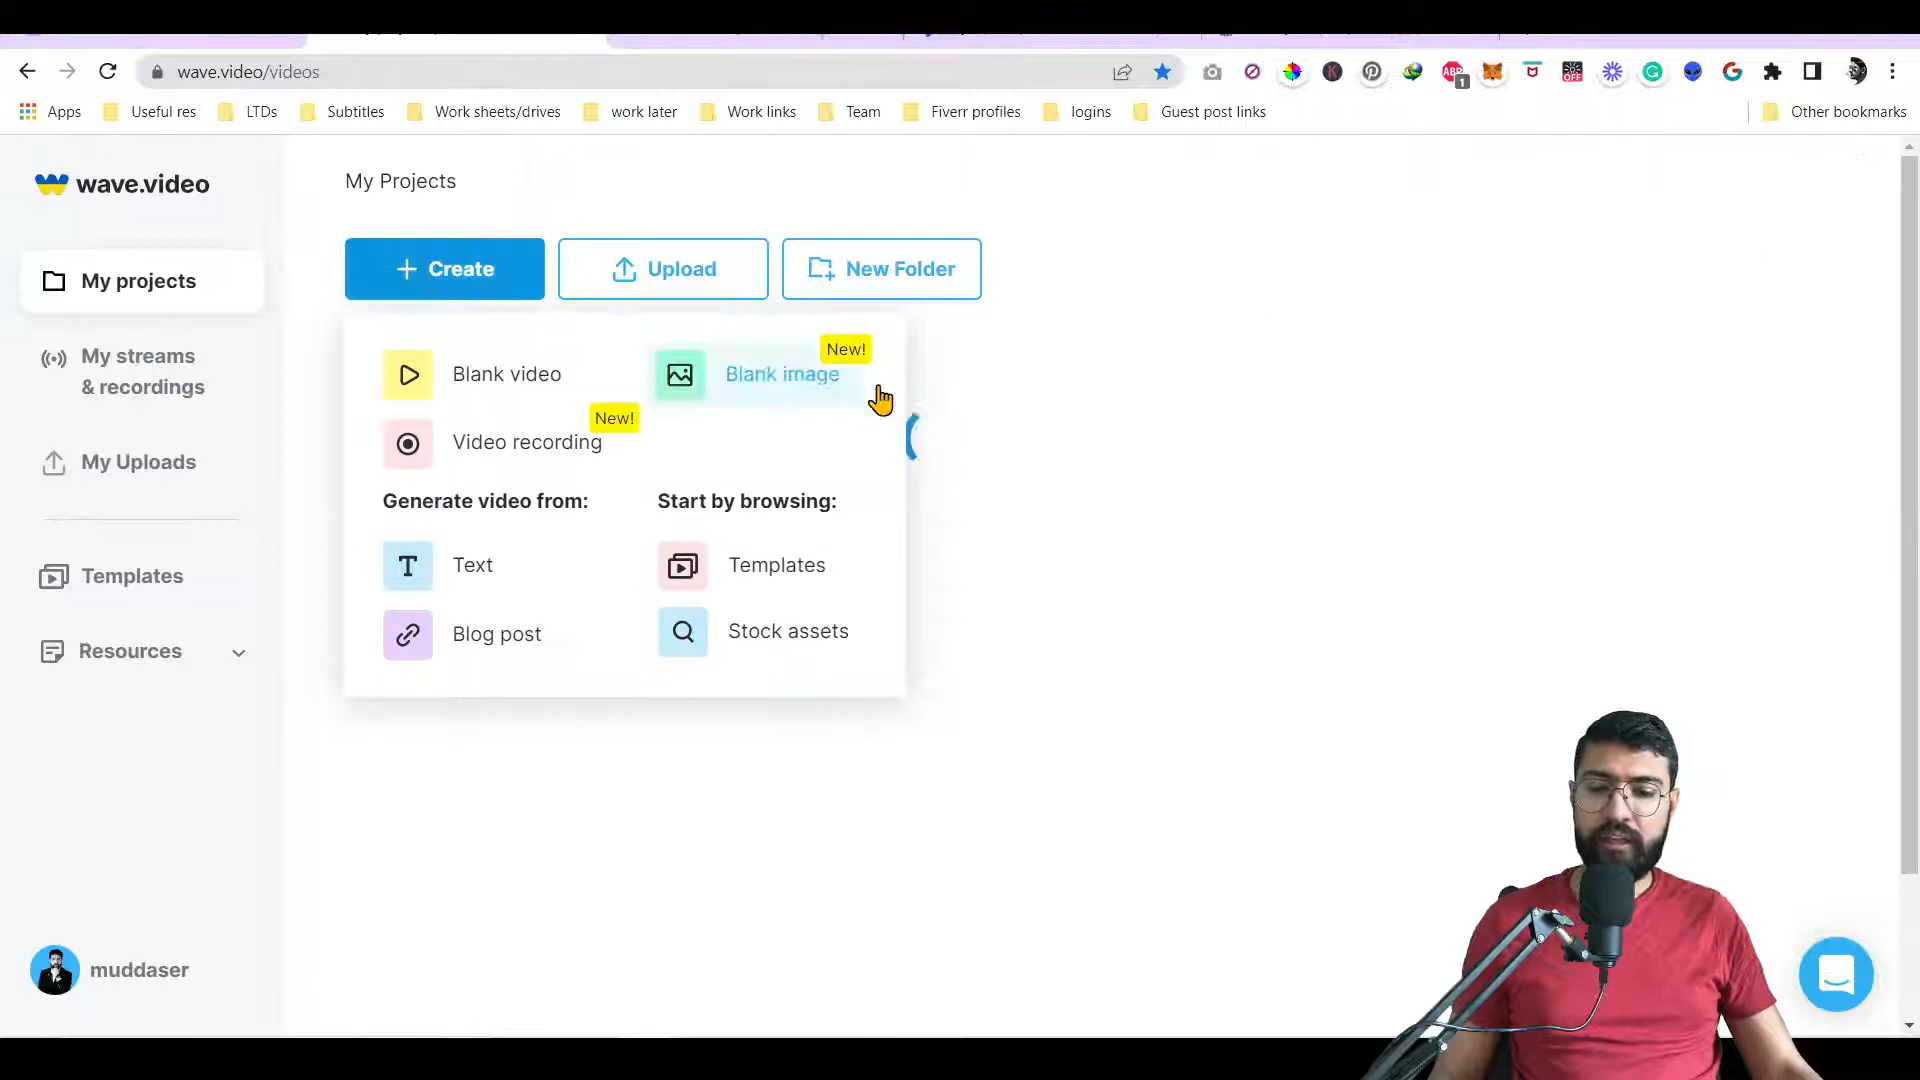 wave.video/videos
Apps
Useful res
LTDs
Subtitles
Work sheets/drives
work later
Work links
Team
Fiverr profiles
logins
Guest post links
Other bookmarks
ABP
1
OFF
wave.video
My projects
My streams
& recordings
My Uploads
Templates
Resources
muddaser
My Projects
Create
Upload
New Folder
Blank video
New!
Blank image
New!
Video recording
Generate video from:
Start by browsing:
T
Text
Templates
Blog post
Stock assets